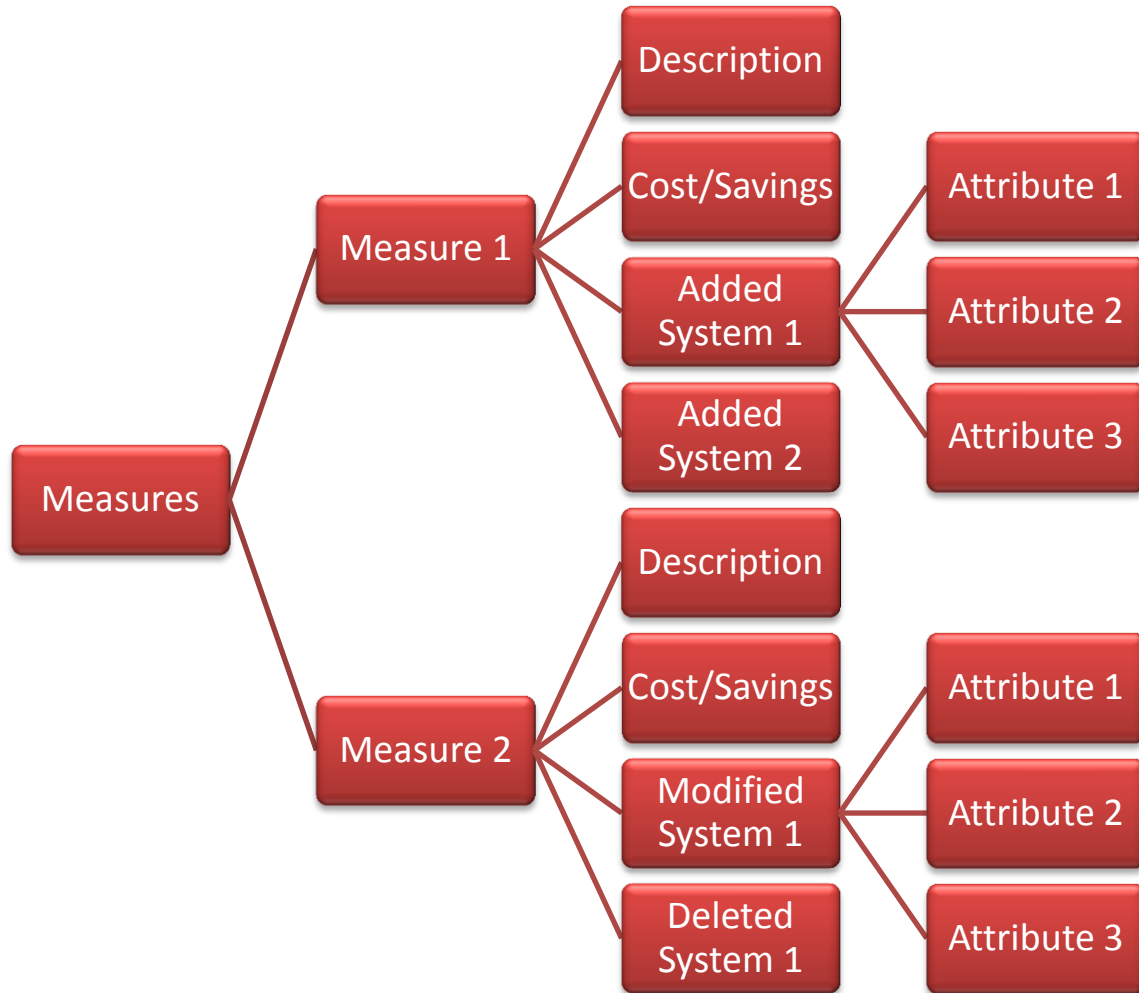 Measures
Measure 1
Description
Cost/Savings
Added
System 1
Attribute 1
Attribute 2
Attribute 3
Added
System 2
Measure 2
Description
Cost/Savings
Modified
System 1
Attribute 1
Attribute 2
Attribute 3
Deleted
System 1